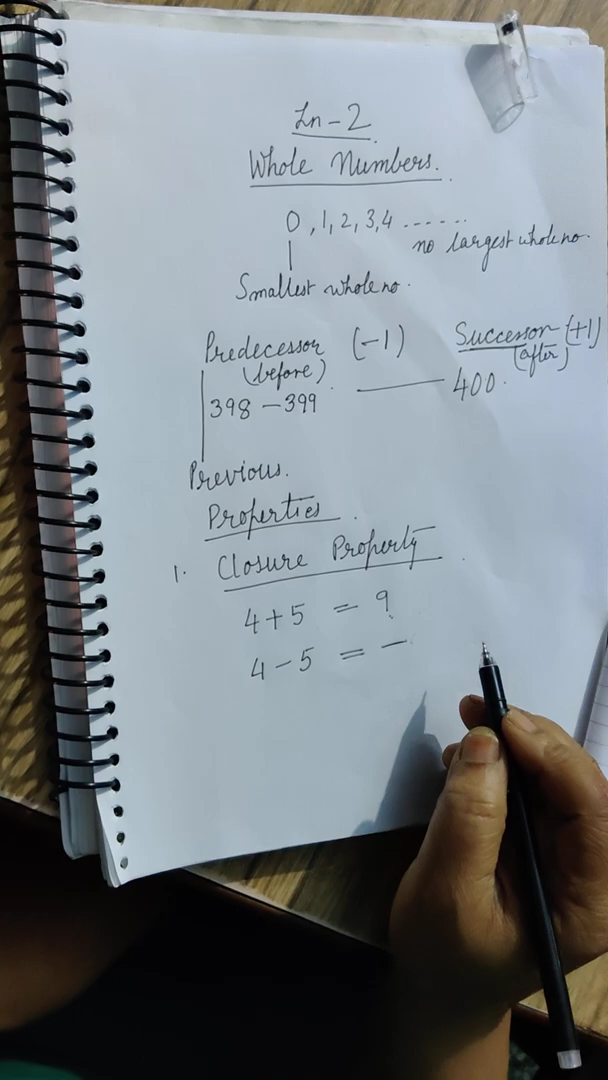 Ln-2
Whole Numbers.
0, 1, 2, 3, 4 ......
no largest whole no.
Smallest whole no.
Predecessor (-1) Successor (+1)
(before) (after)
398 - 399 —— 400.
Previous.
Properties.
1. Closure Property
4+5 = 9
4-5 = -